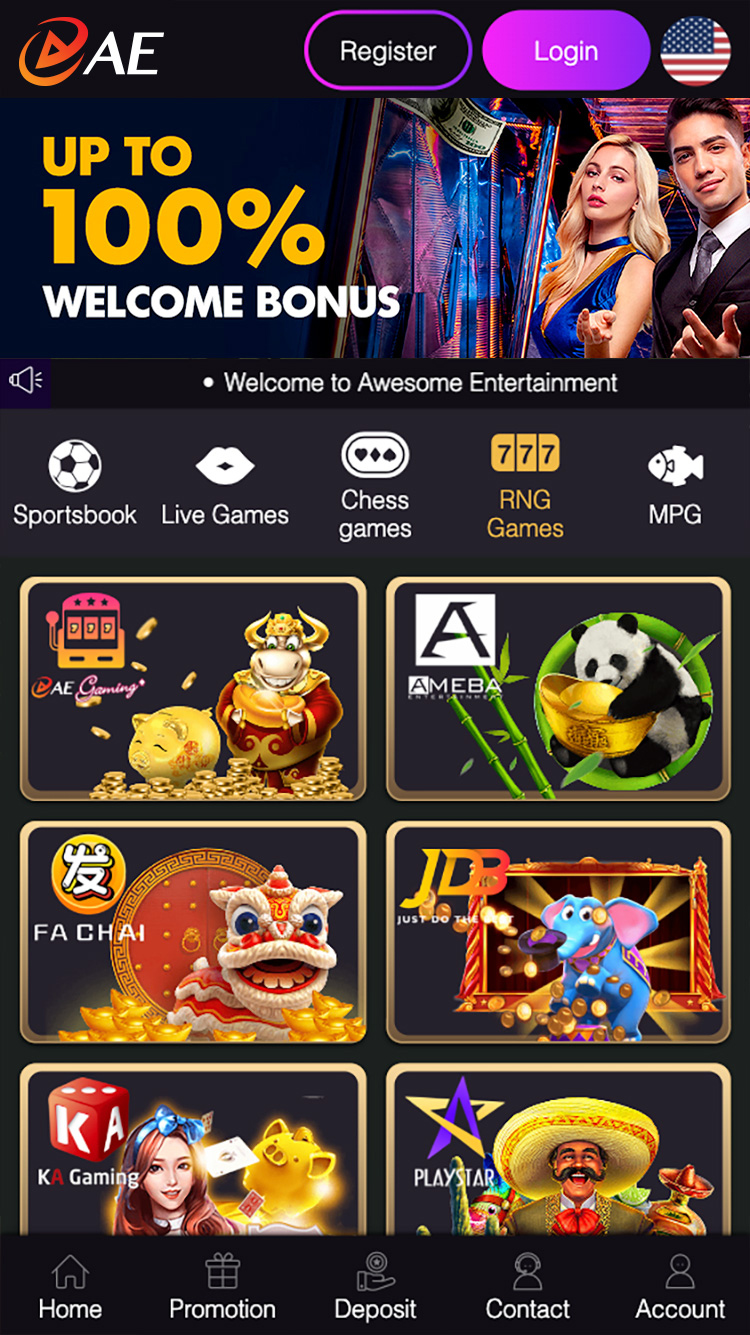 AE
Register
Login
UP TO
100%
WELCOME BONUS
• Welcome to Awesome Entertainment
Sportsbook
Live Games
Chess
games
777
RNG
Games
MPG
777
AE Gaming+
A
AMEBA
ENTERTAINMENT
发
FA CHAI
JDB
JUST DO THE BEST
KA
KA Gaming
PLAYSTAR
Home
Promotion
Deposit
Contact
Account